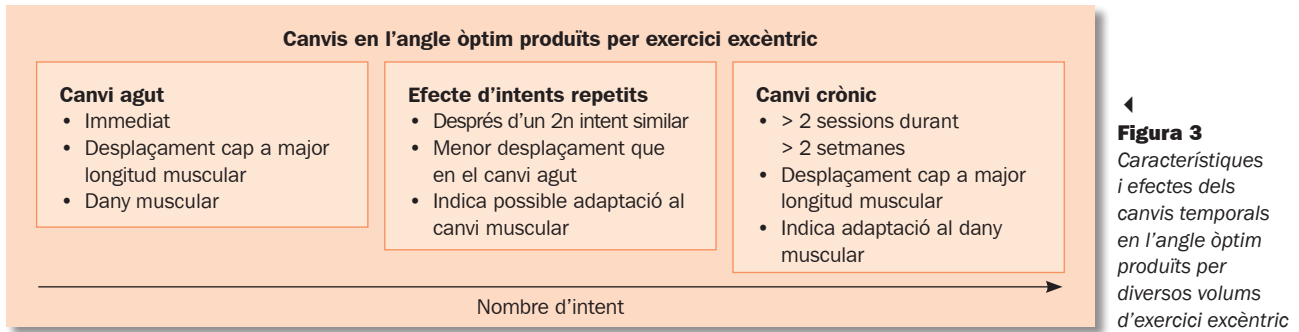 Canvis en l'angle òptim produïts per exercici excèntric
Canvi agut
• Immediat
• Desplaçament cap a major
longitud muscular
• Dany muscular
Efecte d'intents repetits
• Després d'un 2n intent similar
• Menor desplaçament que
en el canvi agut
• Indica possible adaptació al
canvi muscular
Canvi crònic
• > 2 sessions durant
> 2 setmanes
• Desplaçament cap a major
longitud muscular
• Indica adaptació al dany
muscular
Nombre d'intent
Figura 3
Característiques
i efectes dels
canvis temporals
en l'angle òptim
produïts per
diversos volums
d'exercici excèntric